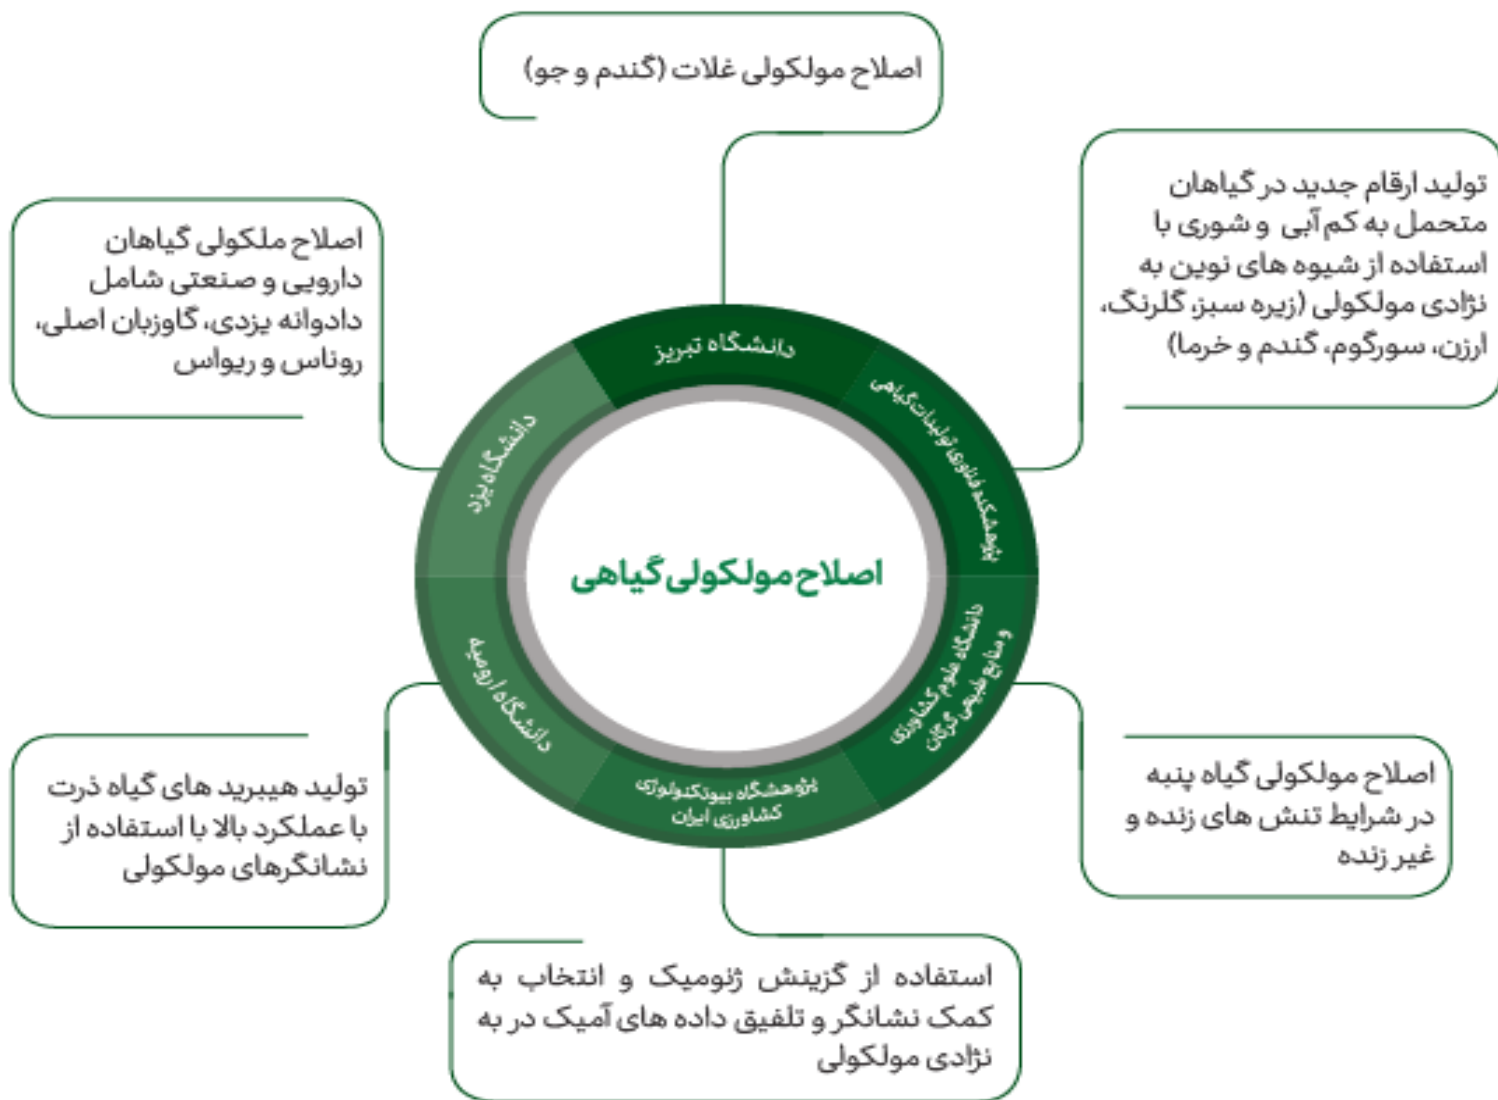 اصلاح مولکولی غلات (گندم و جو)
تولید ارقام جدید در گیاهان
متحمل به کم آبی و شوری با
استفاده از شیوه های نوین به
نژادی مولکولی (زیره سبز، گلرنگ،
ارزن، سورگوم، گندم و خرما)
اصلاح ملکولی گیاهان
دارویی و صنعتی شامل
دادوانه یزدی، گاوزبان اصلی،
روناس و ریواس
دانشگاه تبریز
پژوهشکده فناوری تولیدات گیاهی
دانشگاه یزد
اصلاح مولکولی گیاهی
دانشگاه علوم کشاورزی
و منابع طبیعی گرگان
دانشگاه ارومیه
پژوهشگاه بیوتکنولوژی
کشاورزی ایران
اصلاح مولکولی گیاه پنبه
در شرایط تنش های زنده و
غیر زنده
تولید هیبرید های گیاه ذرت
با عملکرد بالا با استفاده از
نشانگرهای مولکولی
استفاده از گزینش ژنومیک و انتخاب به
کمک نشانگر و تلفیق داده های آمیک در به
نژادی مولکولی